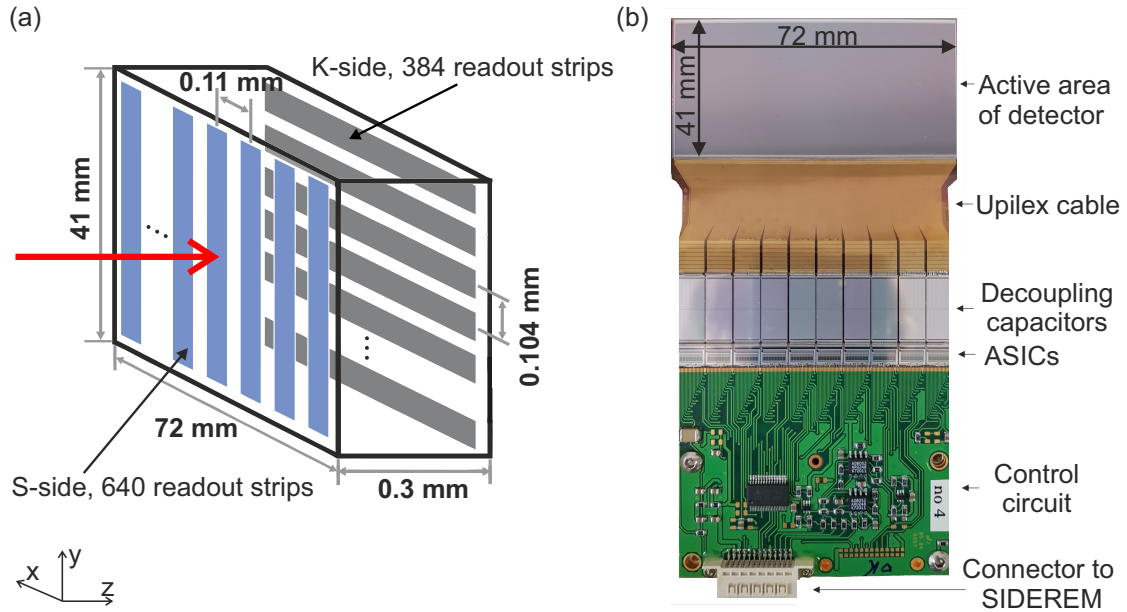 (a)
K-side, 384 readout strips
0.11 mm
41 mm
0.104 mm
72 mm
0.3 mm
S-side, 640 readout strips
y
x
z
(b)
72 mm
41 mm
Active area
of detector
Upilex cable
Decoupling
capacitors
ASICs
Control
circuit
no 4
Connector to
SIDEREM